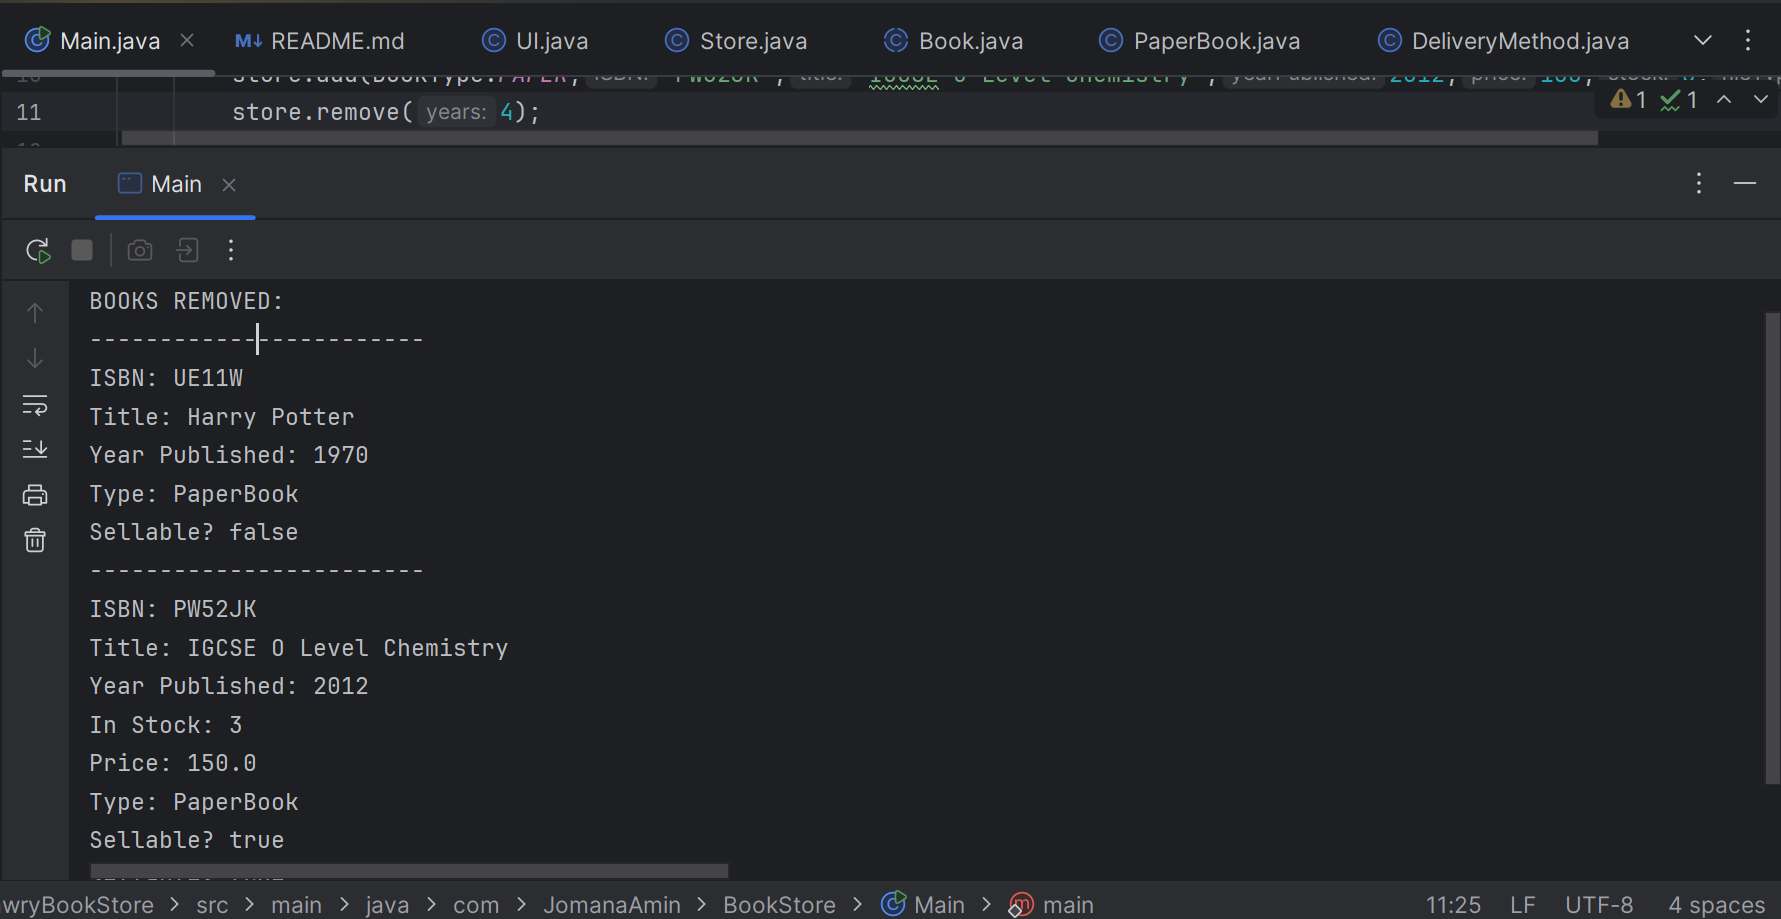 Main.java README.md UI.java Store.java Book.java PaperBook.java DeliveryMethod.java
11 store.remove( years: 4);
1 1
Run Main
BOOKS REMOVED:
------------------------
ISBN: UE11W
Title: Harry Potter
Year Published: 1970
Type: PaperBook
Sellable? false
------------------------
ISBN: PW52JK
Title: IGCSE O Level Chemistry
Year Published: 2012
In Stock: 3
Price: 150.0
Type: PaperBook
Sellable? true
wryBookStore > src > main > java > com > JomanaAmin > BookStore > Main > main 11:25 LF UTF-8 4 spaces